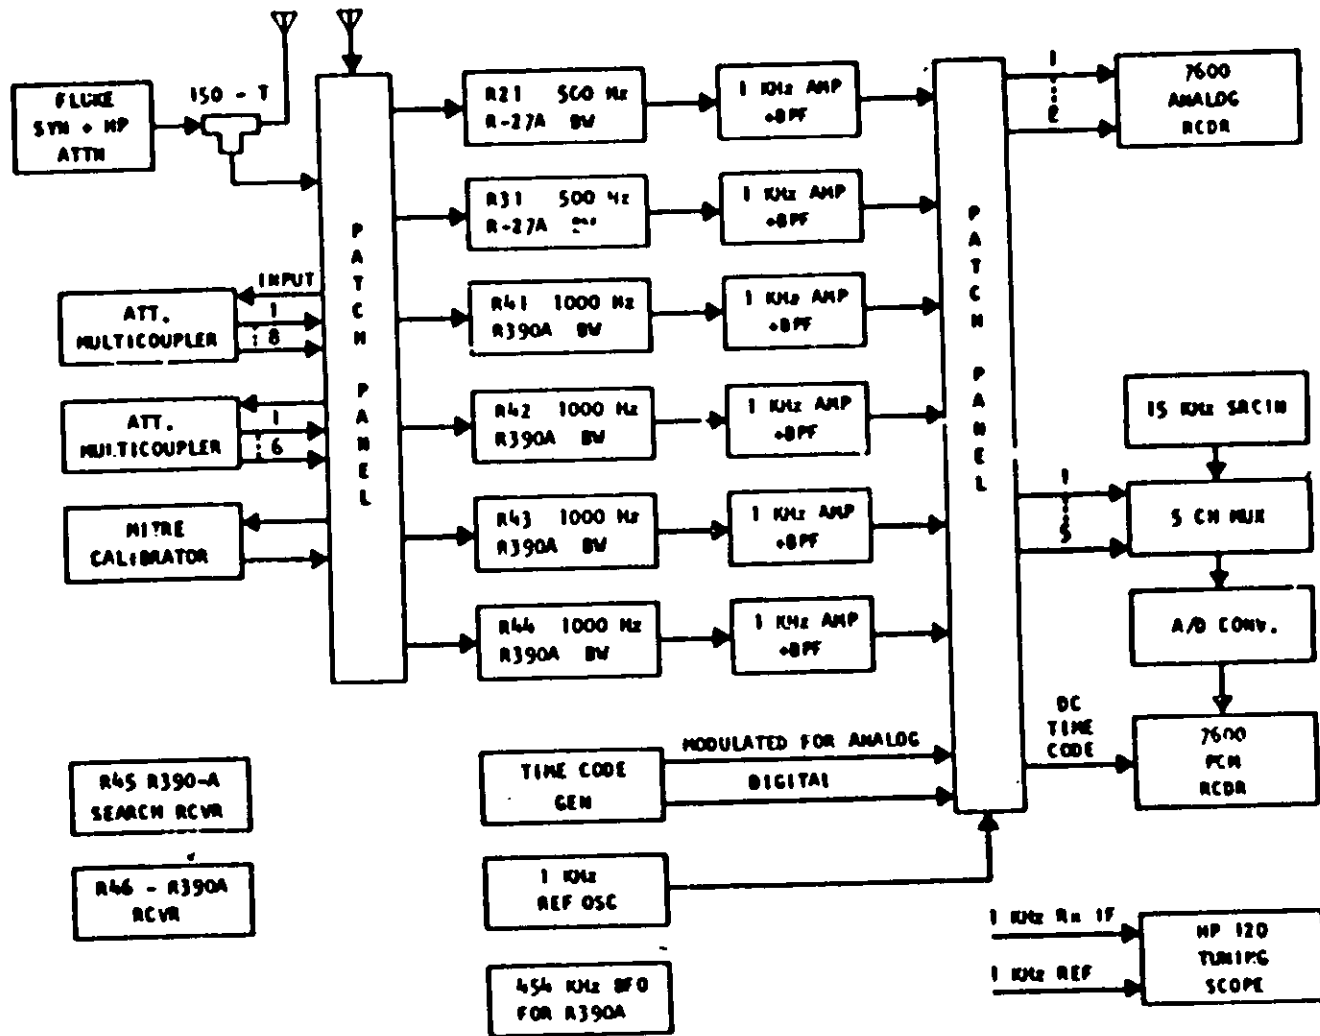 FLUKE
SYN + HP
ATTN
150 - T
PATCH PANEL
INPUT
ATT.
MULTICOUPLER
1
8
ATT.
MULTICOUPLER
1
6
MITRE
CALIBRATOR
R21 500 Hz
R-27A BW
1 KHz AMP
+BPF
R31 500 Hz
R-27A
1 KHz AMP
+BPF
R41 1000 Hz
R390A BW
1 KHz AMP
+BPF
R42 1000 Hz
R390A BW
1 KHz AMP
+BPF
R43 1000 Hz
R390A BW
1 KHz AMP
+BPF
R44 1000 Hz
R390A BW
1 KHz AMP
+BPF
PATCH PANEL
1
2
7600
ANALOG
RCDR
15 KHz SRCIN
1
5
5 CH MUX
A/D CONV.
DC
TIME
CODE
7600
PCM
RCDR
TIME CODE
GEN
MODULATED FOR ANALOG
DIGITAL
R45 R390-A
SEARCH RCVR
R46 - R390A
RCVR
1 KHz
REF OSC
454 KHz BFO
FOR R390A
1 KHz Rx IF
1 KHz REF
HP 120
TUNING
SCOPE